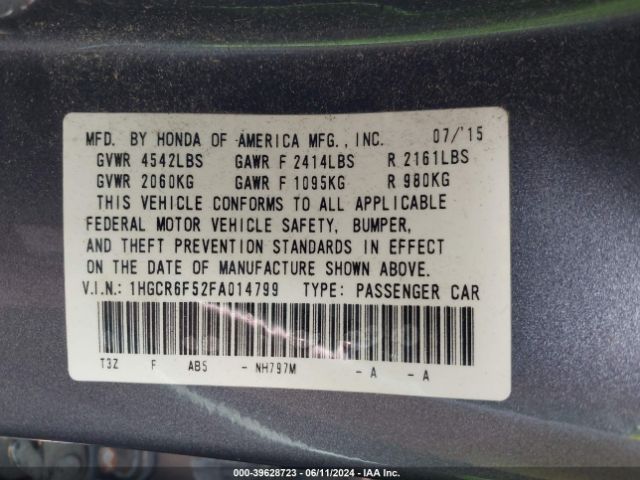 MFD. BY HONDA OF AMERICA MFG., INC. 07/'15
GVWR 4542LBS GAWR F 2414LBS R 2161LBS
GVWR 2060KG GAWR F 1095KG R 980KG
THIS VEHICLE CONFORMS TO ALL APPLICABLE
FEDERAL MOTOR VEHICLE SAFETY, BUMPER,
AND THEFT PREVENTION STANDARDS IN EFFECT
ON THE DATE OF MANUFACTURE SHOWN ABOVE.
V.I.N.: 1HGCR6F52FA014799 TYPE: PASSENGER CAR
T3Z F AB5 - NH797M - A - A
000-39628723 - 06/11/2024 - IAA Inc.